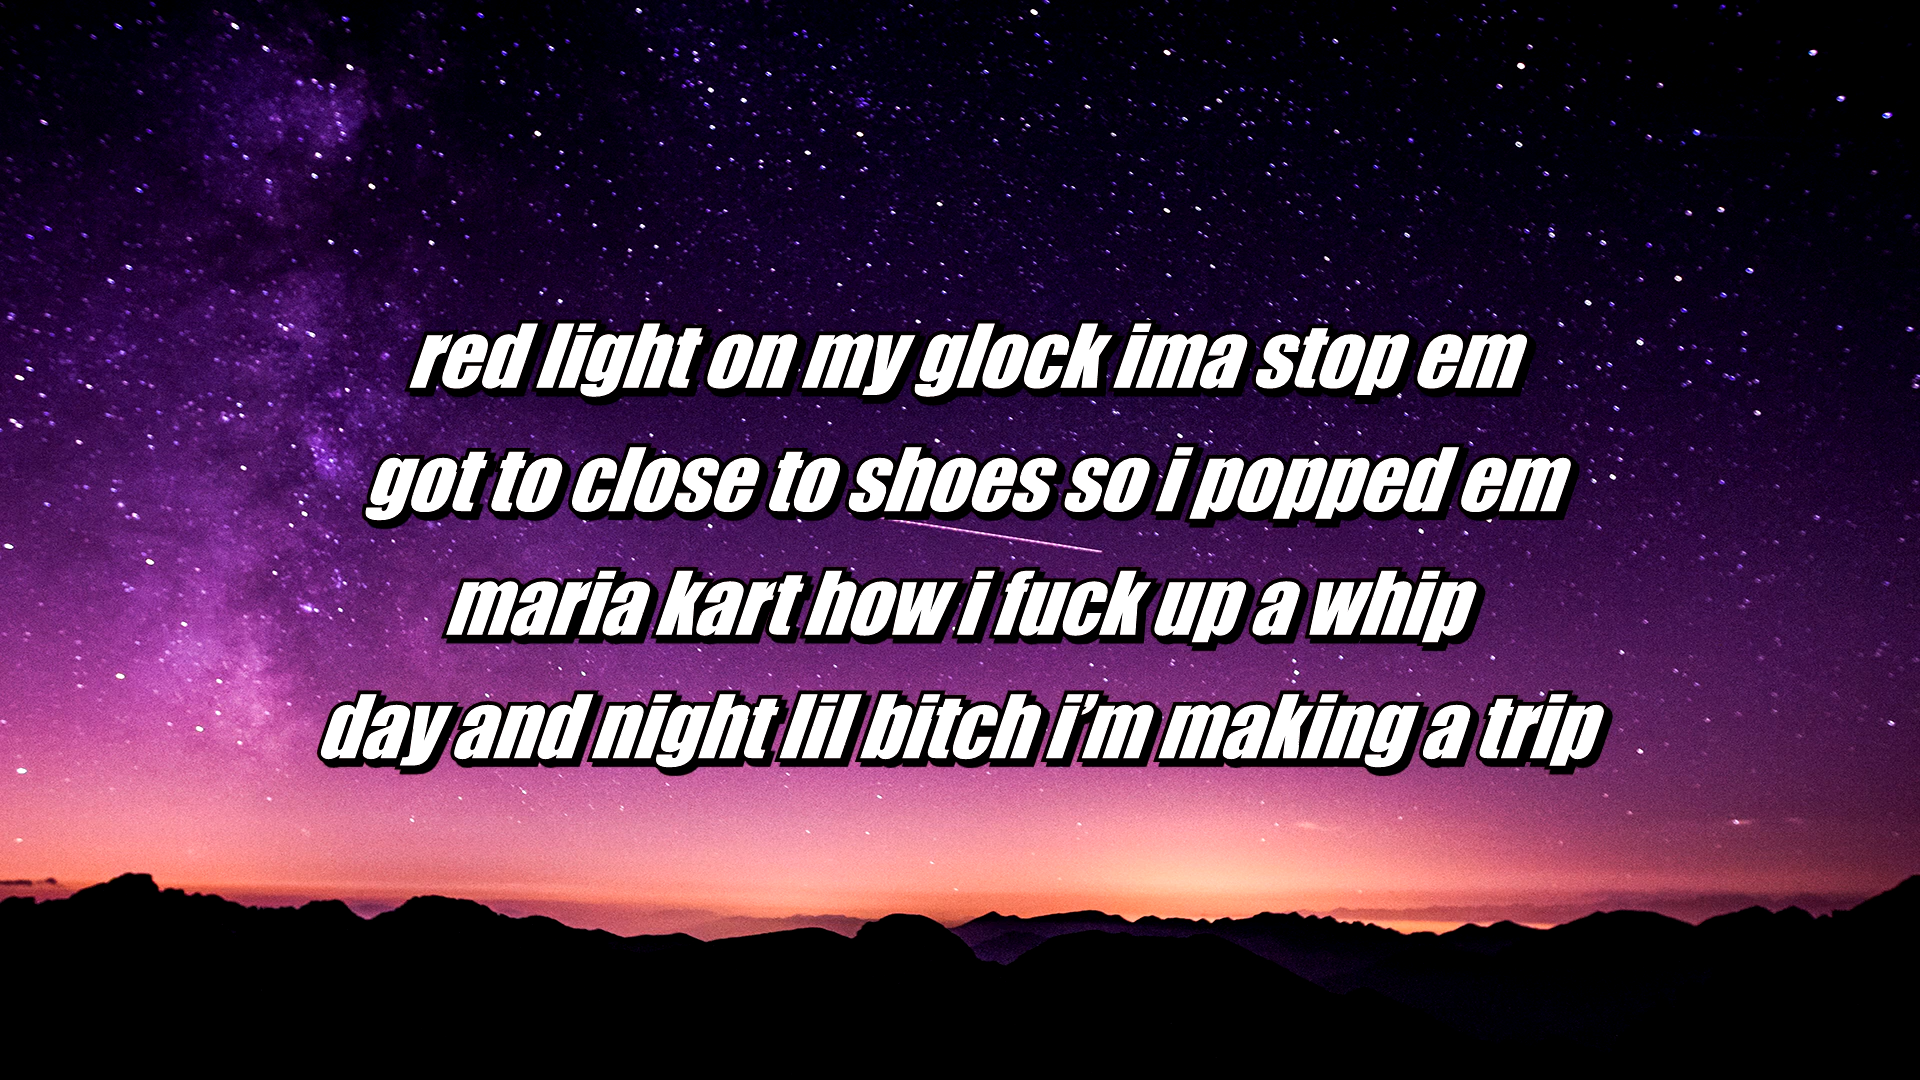 red light on my glock ima stop em
got to close to shoes so i popped em
maria kart how i fuck up a whip
day and night lil bitch i’m making a trip